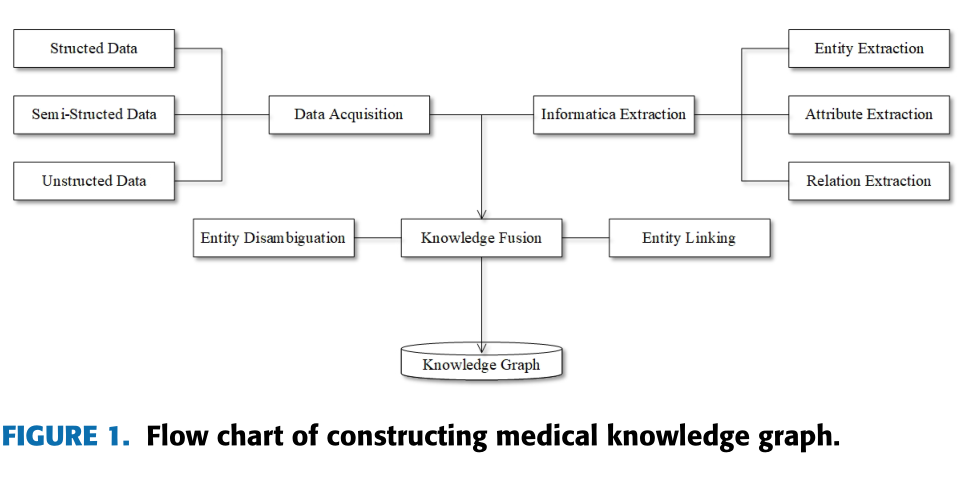 Structed Data
Entity Extraction
Semi-Structed Data
Data Acquisition
Informatica Extraction
Attribute Extraction
Unstructed Data
Relation Extraction
Entity Disambiguation
Knowledge Fusion
Entity Linking
Knowledge Graph
FIGURE 1. Flow chart of constructing medical knowledge graph.